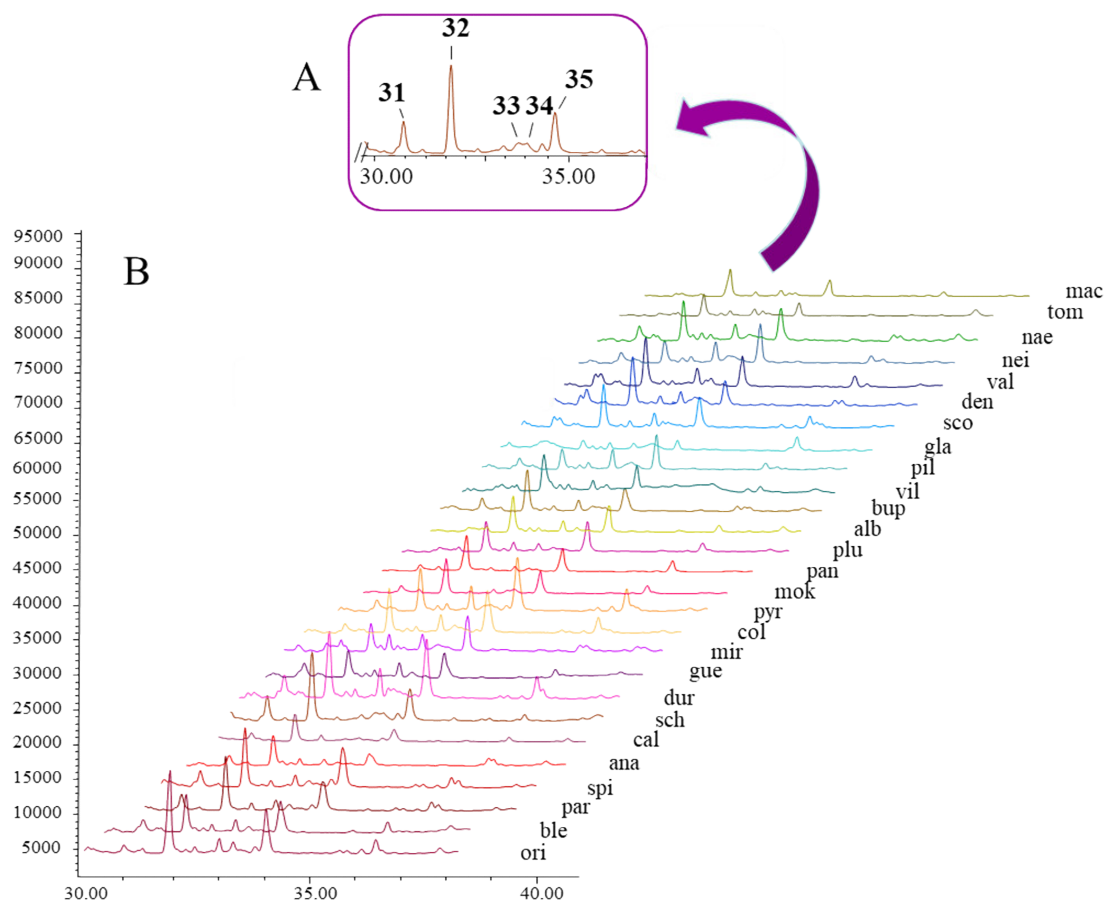 32
A
31
33 34
35
30.00
35.00
B
95000
90000
85000
80000
75000
70000
65000
60000
55000
50000
45000
40000
35000
30000
25000
20000
15000
10000
5000
mac
tom
nae
nei
val
den
sco
gla
pil
vil
bup
alb
plu
pan
mok
pyr
col
mir
gue
dur
sch
cal
ana
spi
par
ble
ori
30.00
35.00
40.00